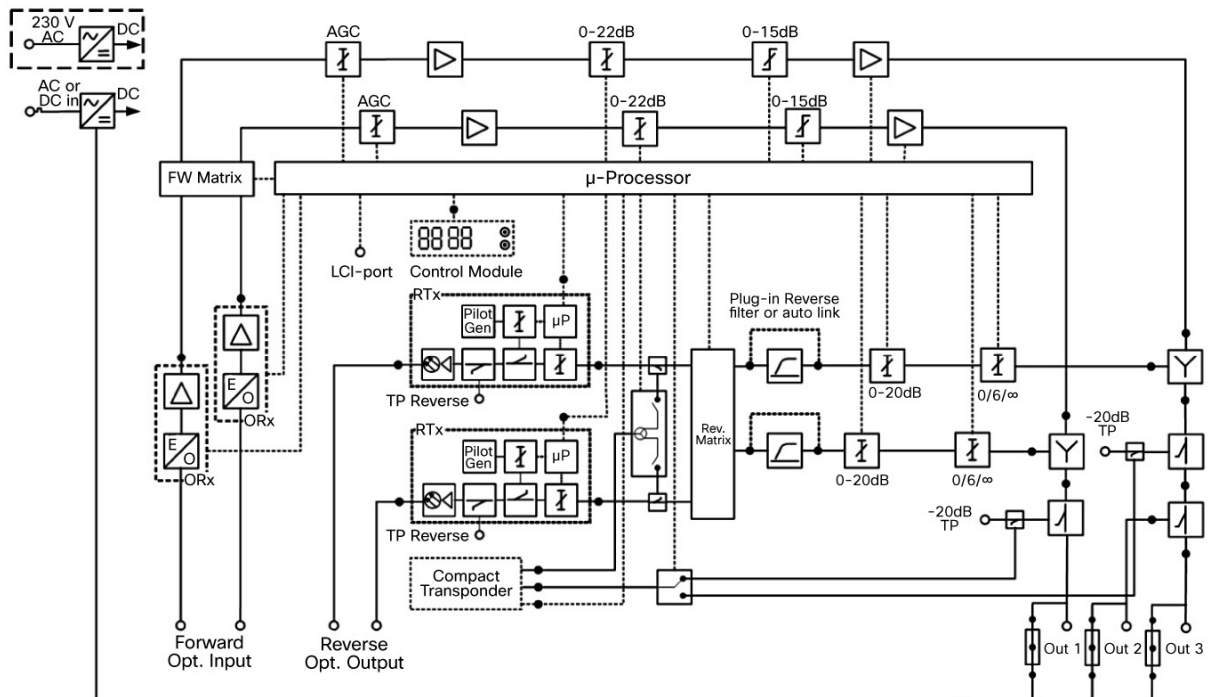 230 V
AC
DC
AC or
DC in
DC
AGC
0-22dB
0-15dB
AGC
0-22dB
0-15dB
FW Matrix
µ-Processor
LCI-port
Control Module
RTx
Pilot
Gen
µP
TP Reverse
RTx
Pilot
Gen
µP
TP Reverse
Plug-in Reverse
filter or auto link
Rev.
Matrix
0-20dB
0/6/∞
0-20dB
0/6/∞
-20dB
TP
-20dB
TP
E
O
ORx
E
O
ORx
Compact
Transponder
Forward
Opt. Input
Reverse
Opt. Output
Out 1
Out 2
Out 3